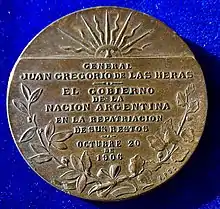 GENERAL
JUAN GREGORIO DE LAS HERAS
EL GOBIERNO
DE LA
NACION ARGENTINA
EN LA REPATRIACION
DE SUS RESTOS
OCTUBRE 20
DE
1906